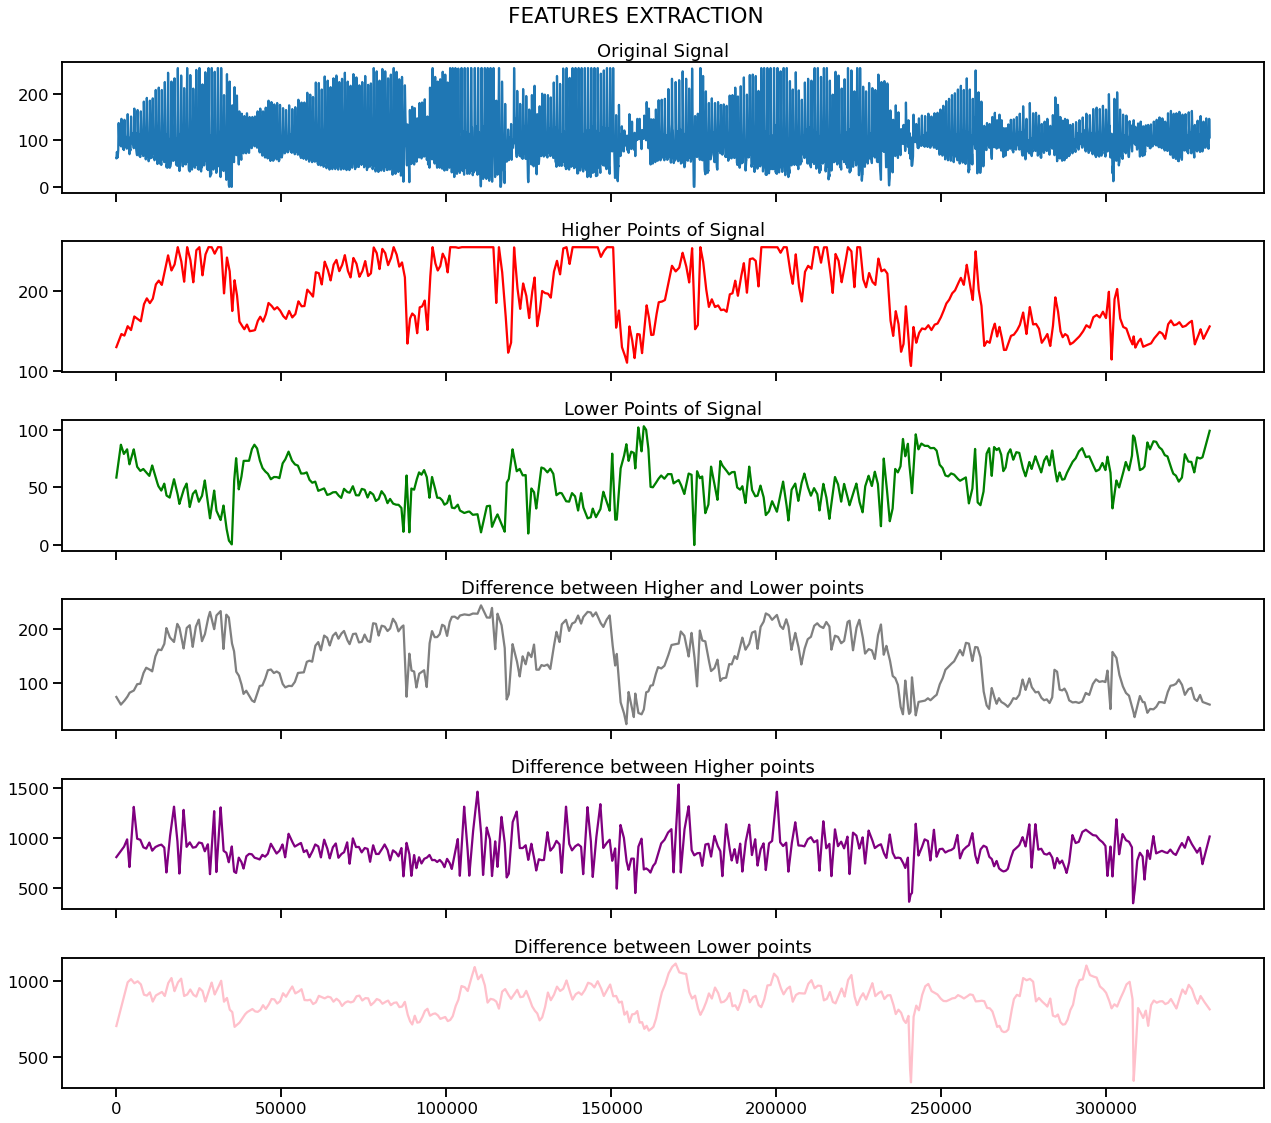 FEATURES EXTRACTION
Original Signal
200
100
0
Higher Points of Signal
200
100
Lower Points of Signal
100
50
0
Difference between Higher and Lower points
200
100
Difference between Higher points
1500
1000
500
Difference between Lower points
1000
500
0 50000 100000 150000 200000 250000 300000